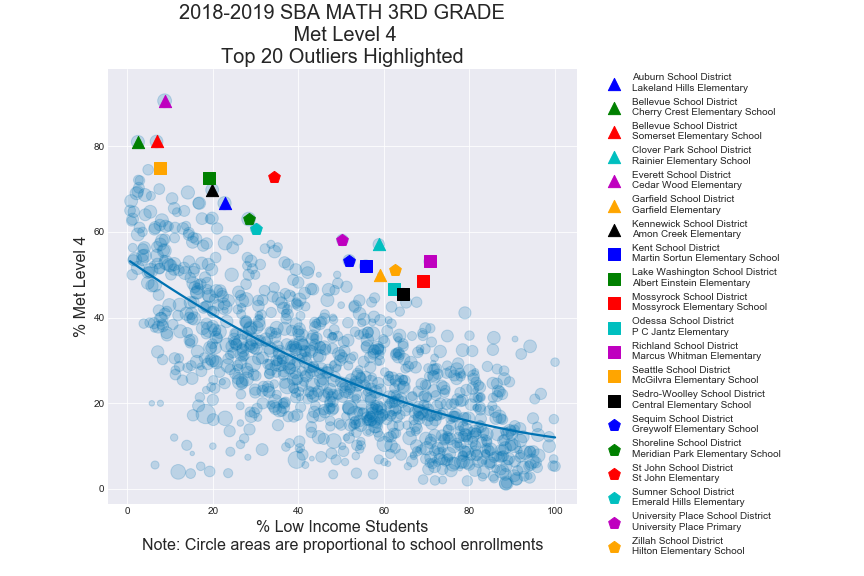 2018-2019 SBA MATH 3RD GRADE
Met Level 4
Top 20 Outliers Highlighted
% Met Level 4
80
60
40
20
0
0 20 40 60 80 100
% Low Income Students
Note: Circle areas are proportional to school enrollments
Auburn School District
Lakeland Hills Elementary
Bellevue School District
Cherry Crest Elementary School
Bellevue School District
Somerset Elementary School
Clover Park School District
Rainier Elementary School
Everett School District
Cedar Wood Elementary
Garfield School District
Garfield Elementary
Kennewick School District
Amon Creek Elementary
Kent School District
Martin Sortun Elementary School
Lake Washington School District
Albert Einstein Elementary
Mossyrock School District
Mossyrock Elementary School
Odessa School District
P C Jantz Elementary
Richland School District
Marcus Whitman Elementary
Seattle School District
McGilvra Elementary School
Sedro-Woolley School District
Central Elementary School
Sequim School District
Greywolf Elementary School
Shoreline School District
Meridian Park Elementary School
St John School District
St John Elementary
Sumner School District
Emerald Hills Elementary
University Place School District
University Place Primary
Zillah School District
Hilton Elementary School